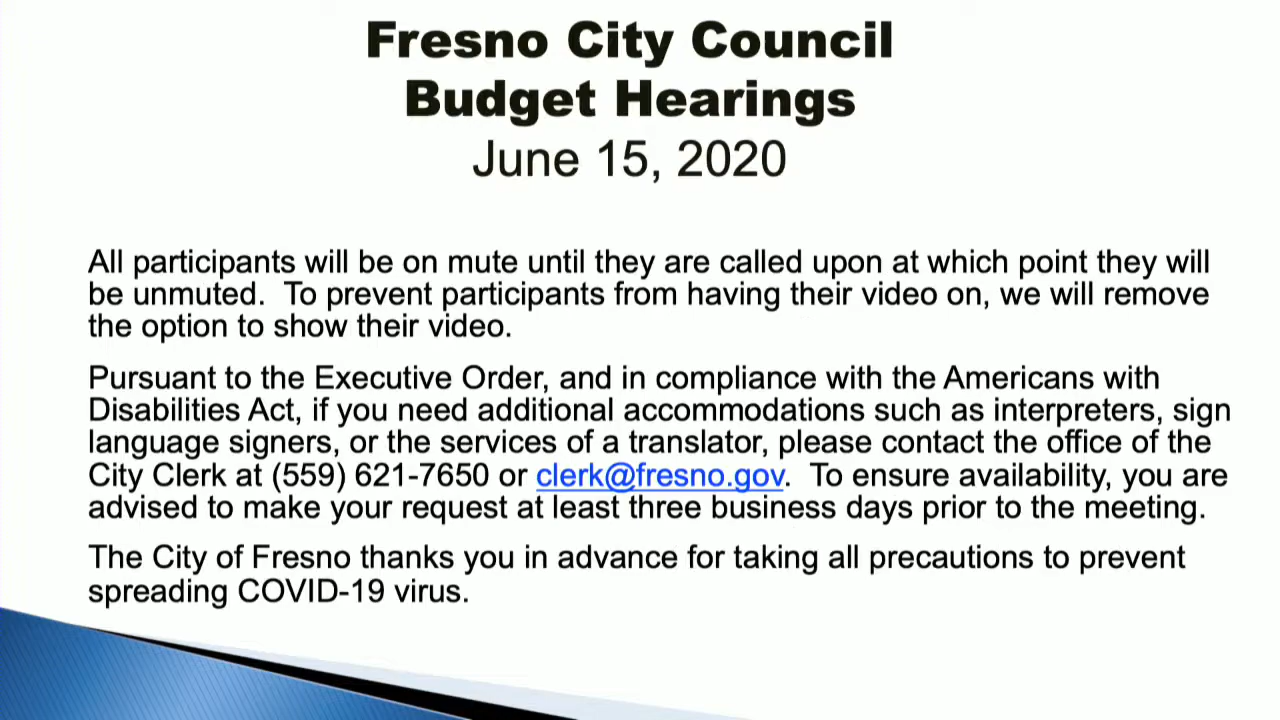 Fresno City Council
Budget Hearings
June 15, 2020
All participants will be on mute until they are called upon at which point they will
be unmuted.  To prevent participants from having their video on, we will remove
the option to show their video.
Pursuant to the Executive Order, and in compliance with the Americans with
Disabilities Act, if you need additional accommodations such as interpreters, sign
language signers, or the services of a translator, please contact the office of the
City Clerk at (559) 621-7650 or clerk@fresno.gov.  To ensure availability, you are
advised to make your request at least three business days prior to the meeting.
The City of Fresno thanks you in advance for taking all precautions to prevent
spreading COVID-19 virus.